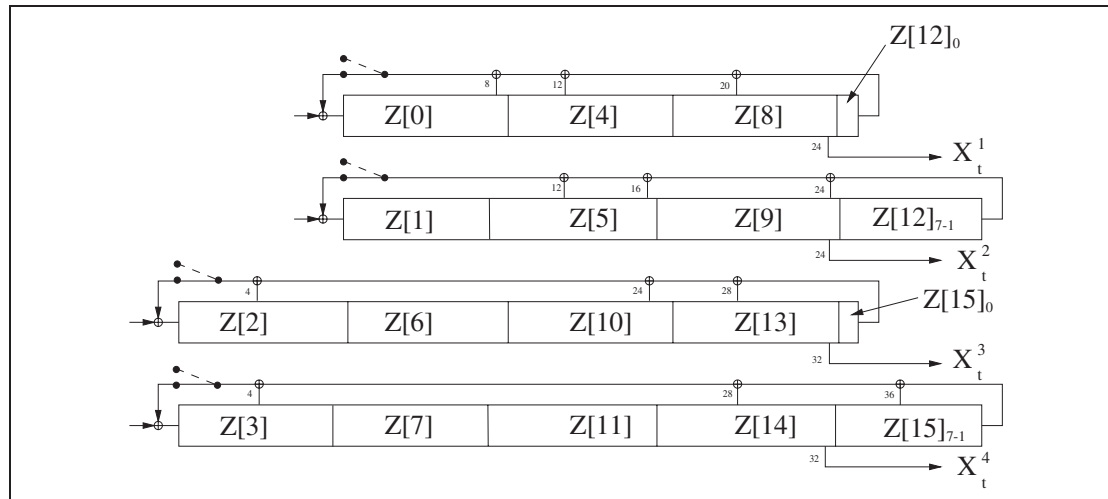 Z[12]₀
8 12 20
Z[0] Z[4] Z[8]
24 X¹ₜ
12 16 24
Z[1] Z[5] Z[9] Z[12]₇₋₁
24 X²ₜ
4 24 28
Z[15]₀
Z[2] Z[6] Z[10] Z[13]
32 X³ₜ
4 28 36
Z[3] Z[7] Z[11] Z[14] Z[15]₇₋₁
32 X⁴ₜ